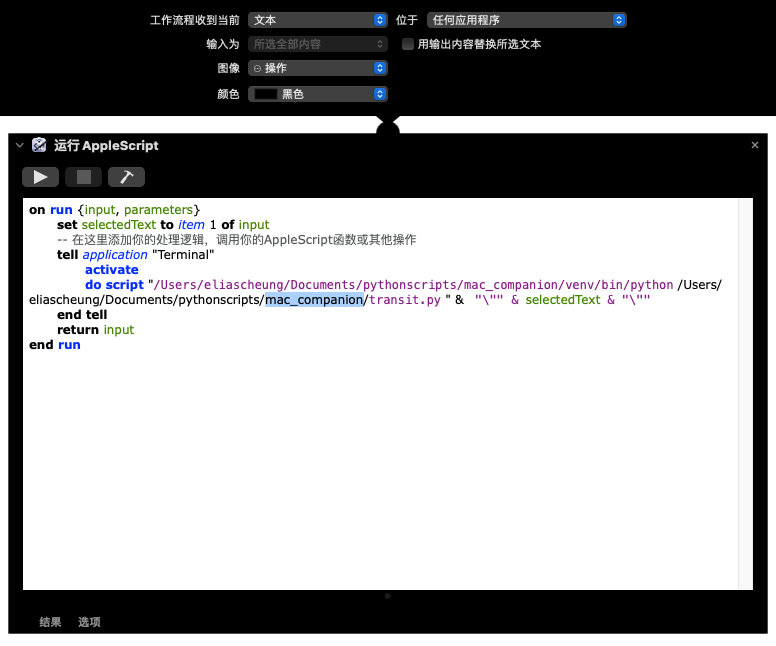 工作流程收到当前 文本 位于 任何应用程序
输入为 所选全部内容 用输出内容替换所选文本
图像 操作
颜色 黑色
运行 AppleScript
on run {input, parameters}
set selectedText to item 1 of input
-- 在这里添加你的处理逻辑，调用你的AppleScript函数或其他操作
tell application "Terminal"
activate
do script "/Users/eliascheung/Documents/pythonscripts/mac_companion/venv/bin/python /Users/
eliascheung/Documents/pythonscripts/mac_companion/transit.py " & "\"" & selectedText & "\""
end tell
return input
end run
结果 选项